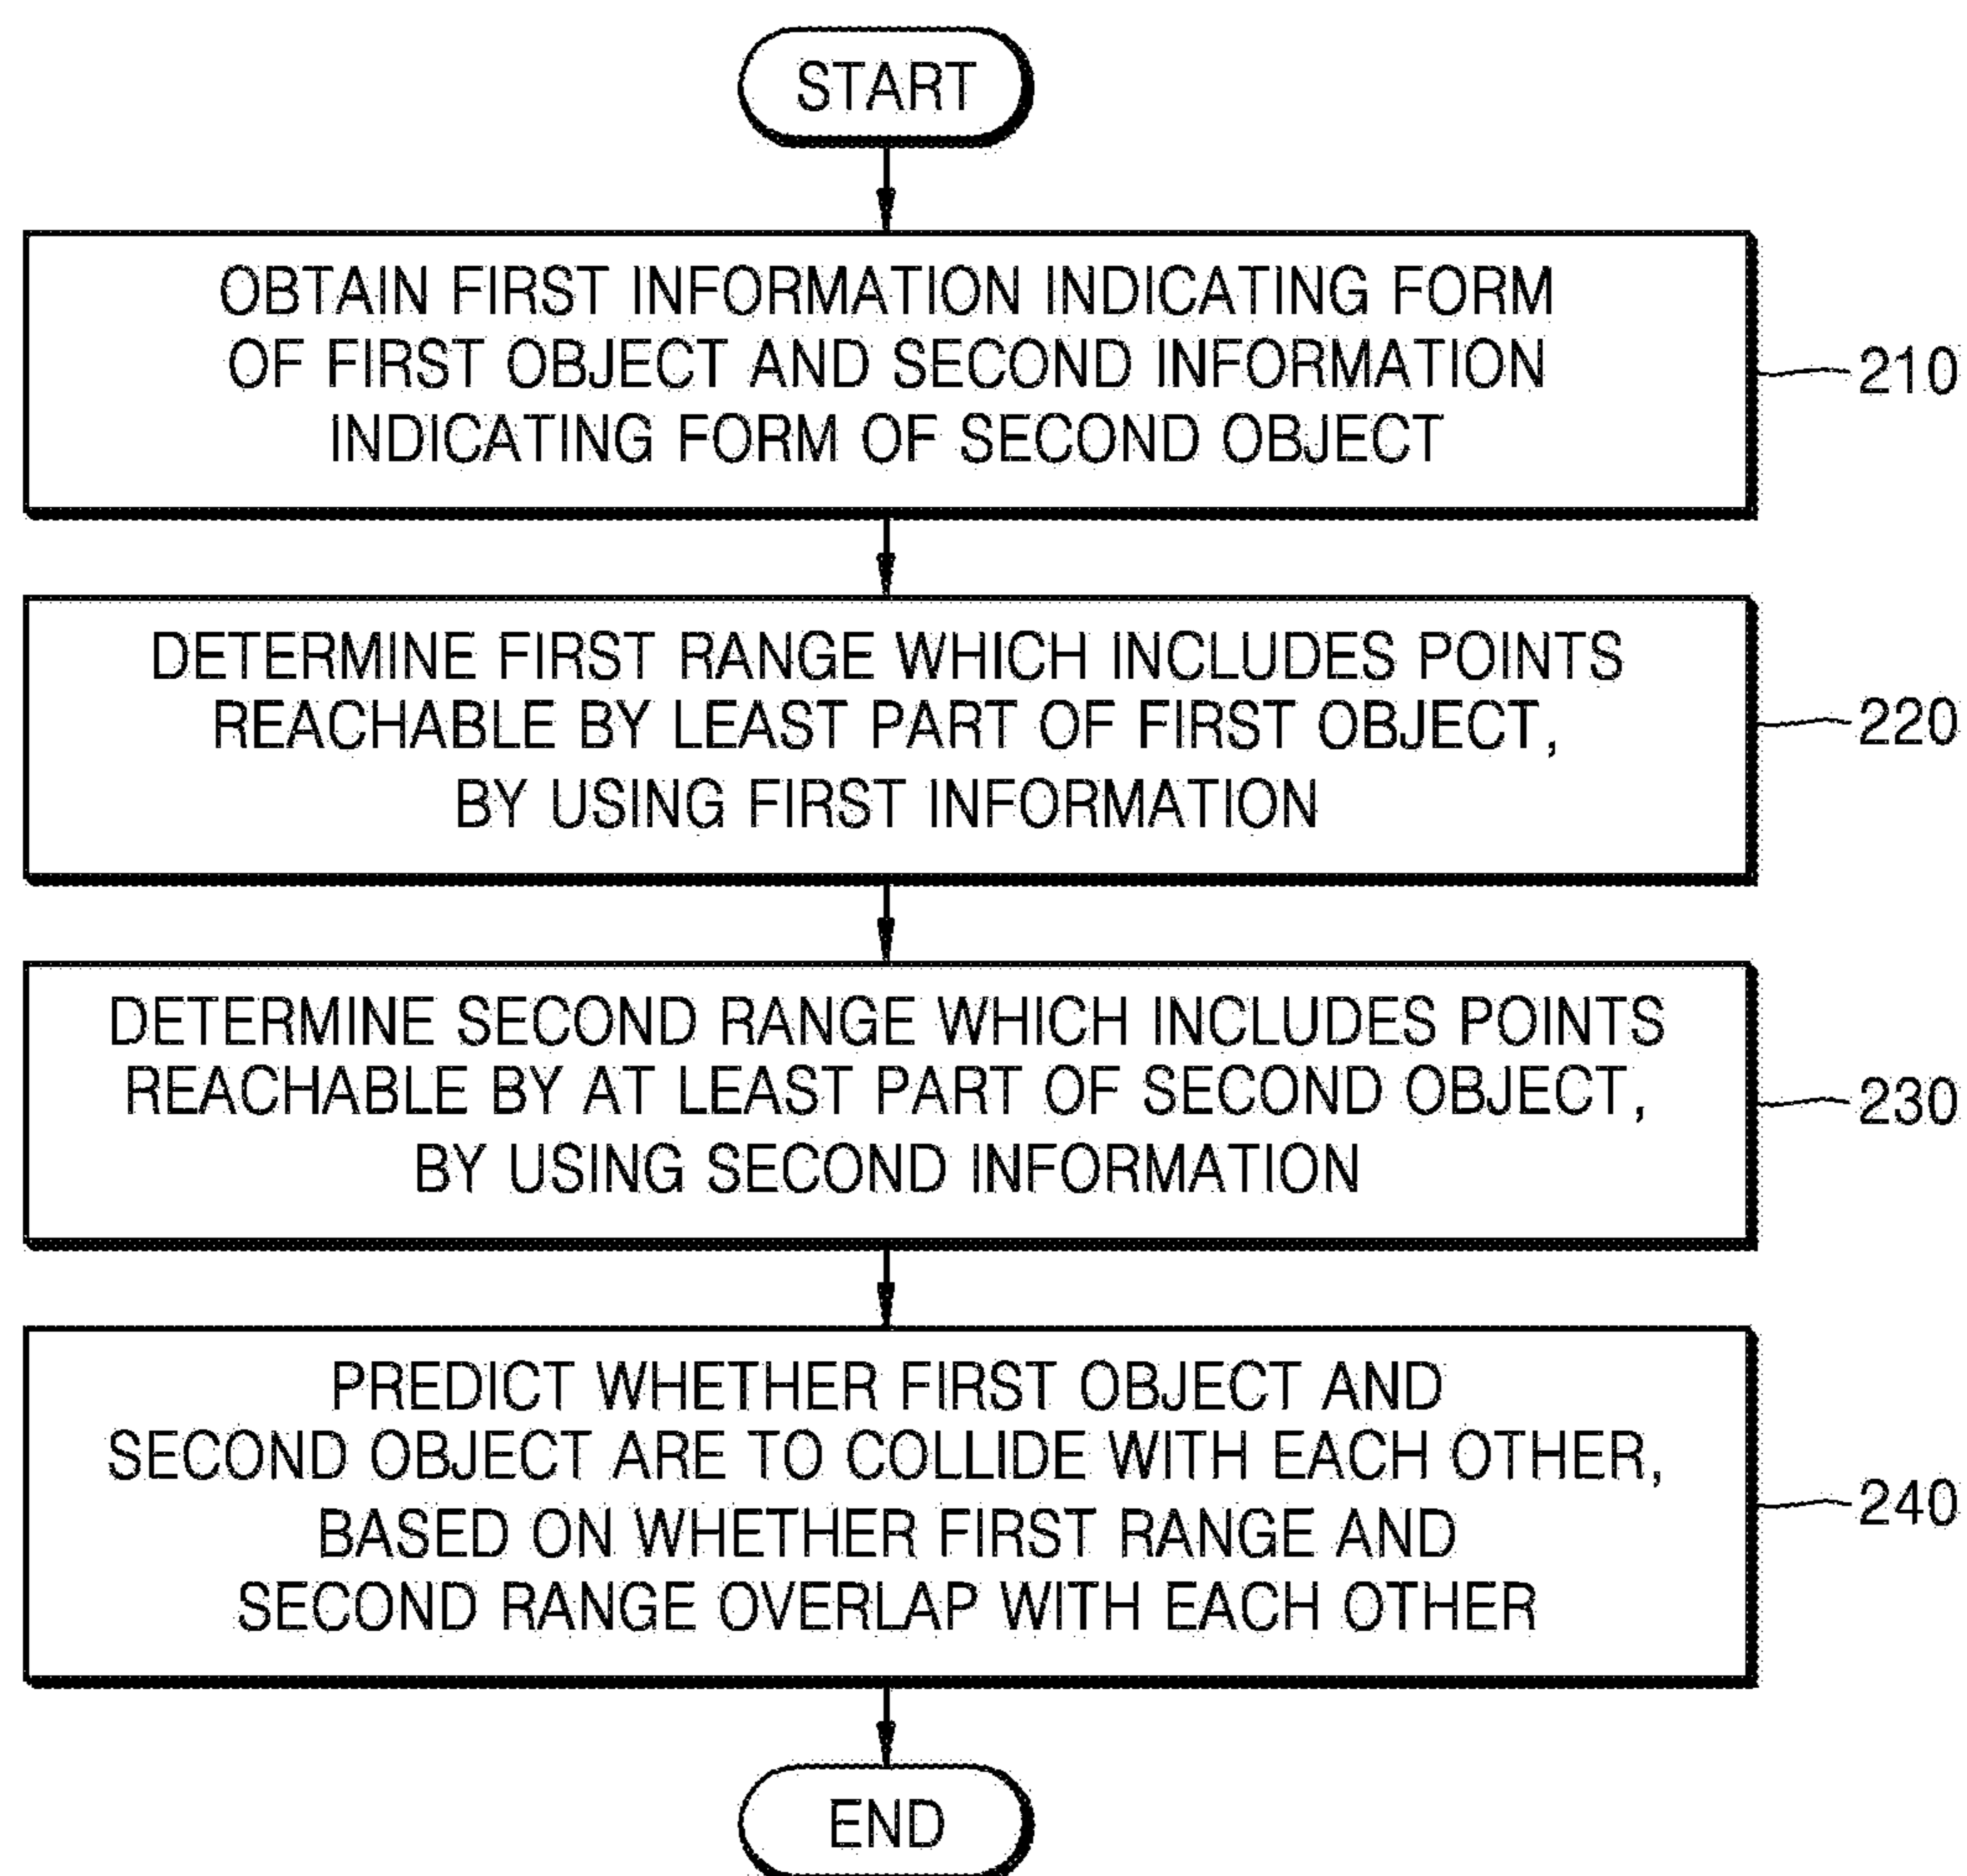 START
OBTAIN FIRST INFORMATION INDICATING FORM
OF FIRST OBJECT AND SECOND INFORMATION
INDICATING FORM OF SECOND OBJECT
210
DETERMINE FIRST RANGE WHICH INCLUDES POINTS
REACHABLE BY LEAST PART OF FIRST OBJECT,
BY USING FIRST INFORMATION
220
DETERMINE SECOND RANGE WHICH INCLUDES POINTS
REACHABLE BY AT LEAST PART OF SECOND OBJECT,
BY USING SECOND INFORMATION
230
PREDICT WHETHER FIRST OBJECT AND
SECOND OBJECT ARE TO COLLIDE WITH EACH OTHER,
BASED ON WHETHER FIRST RANGE AND
SECOND RANGE OVERLAP WITH EACH OTHER
240
END